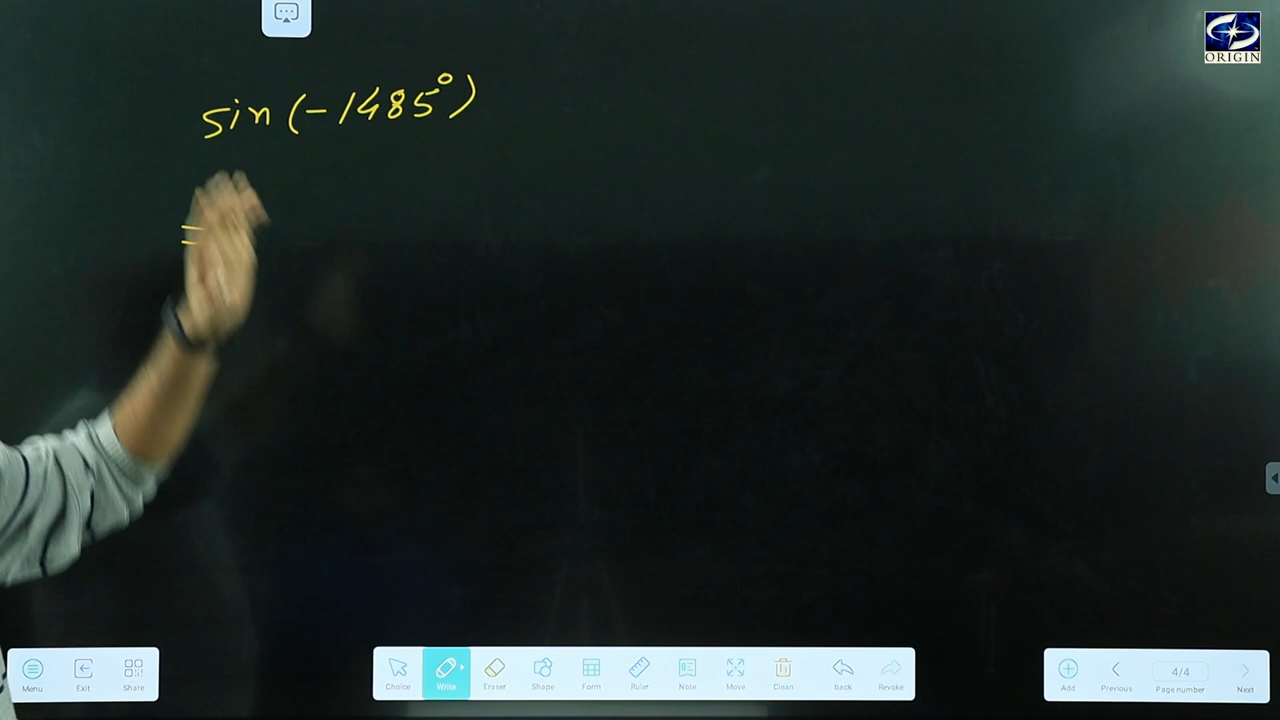 ORIGIN
sin(-1485°)
=
Menu
Exit
Share
Choice
Write
Eraser
Shape
Form
Ruler
Note
Move
Clean
back
Revoke
Add
Previous
4/4
Page number
Next